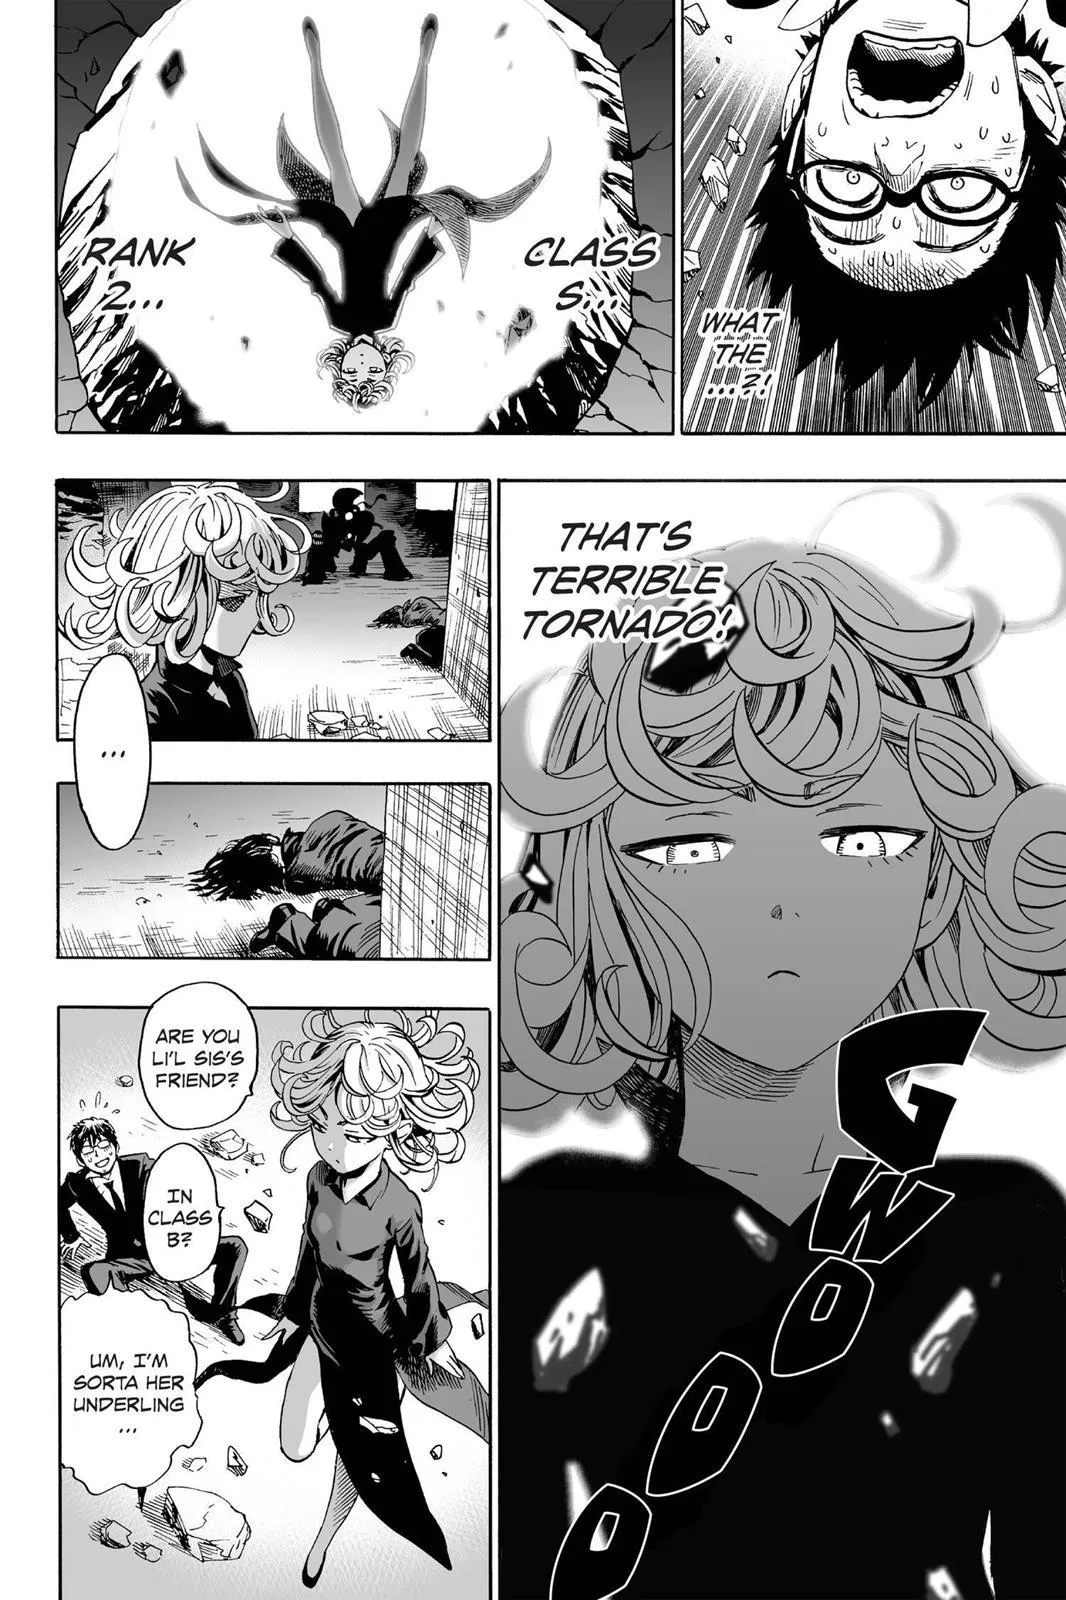 WHAT
THE
...?!
CLASS
S...
RANK
2...
THAT'S
TERRIBLE
TORNADO!
GWOOOO
...
ARE YOU
LI'L SIS'S
FRIEND?
IN
CLASS
B?
UM, I'M
SORTA HER
UNDERLING
...